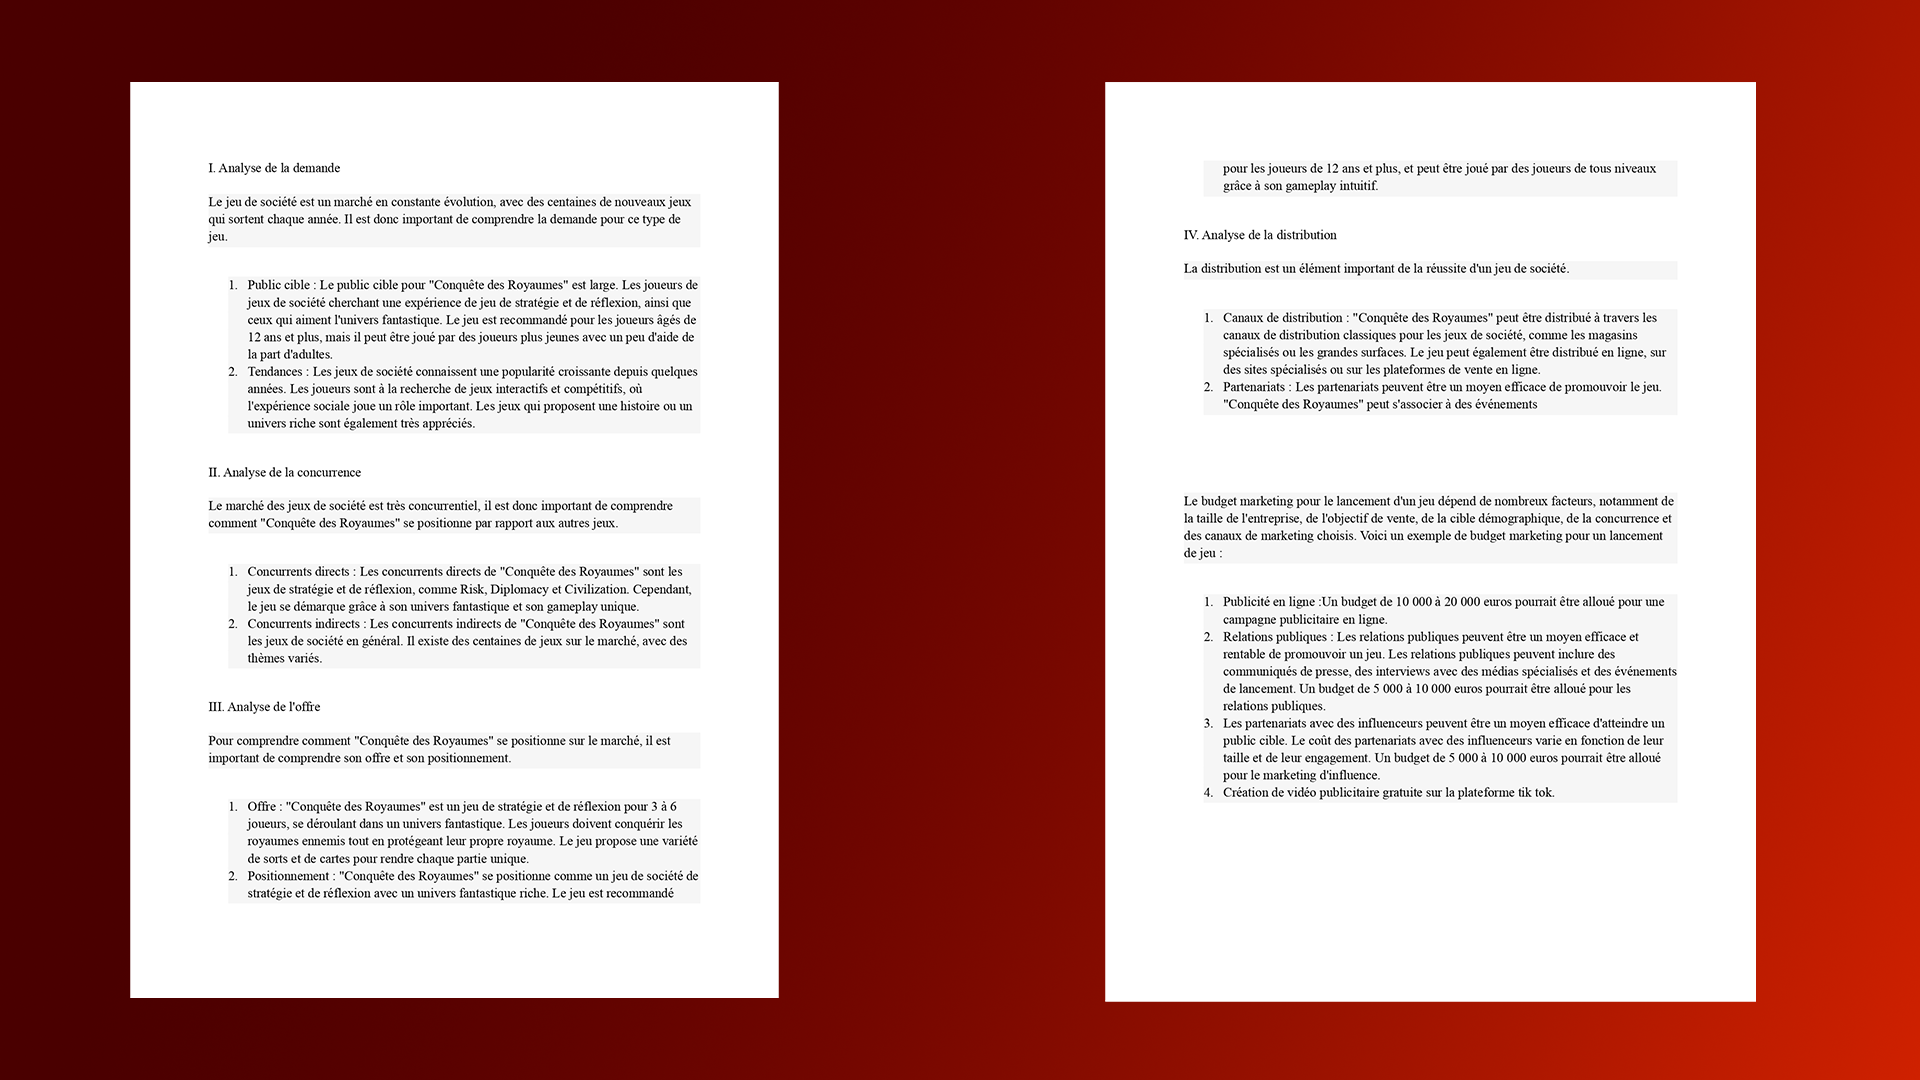 I. Analyse de la demande
Le jeu de société est un marché en constante évolution, avec des centaines de nouveaux jeux
qui sortent chaque année. Il est donc important de comprendre la demande pour ce type de
jeu.
1. Public cible : Le public cible pour "Conquête des Royaumes" est large. Les joueurs de
jeux de société cherchant une expérience de jeu de stratégie et de réflexion, ainsi que
ceux qui aiment l'univers fantastique. Le jeu est recommandé pour les joueurs âgés de
12 ans et plus, mais il peut être joué par des joueurs plus jeunes avec un peu d'aide de
la part d'adultes.
2. Tendances : Les jeux de société connaissent une popularité croissante depuis quelques
années. Les joueurs sont à la recherche de jeux interactifs et compétitifs, où
l'expérience sociale joue un rôle important. Les jeux qui proposent une histoire ou un
univers riche sont également très appréciés.
II. Analyse de la concurrence
Le marché des jeux de société est très concurrentiel, il est donc important de comprendre
comment "Conquête des Royaumes" se positionne par rapport aux autres jeux.
1. Concurrents directs : Les concurrents directs de "Conquête des Royaumes" sont les
jeux de stratégie et de réflexion, comme Risk, Diplomacy et Civilization. Cependant,
le jeu se démarque grâce à son univers fantastique et son gameplay unique.
2. Concurrents indirects : Les concurrents indirects de "Conquête des Royaumes" sont
les jeux de société en général. Il existe des centaines de jeux sur le marché, avec des
thèmes variés.
III. Analyse de l'offre
Pour comprendre comment "Conquête des Royaumes" se positionne sur le marché, il est
important de comprendre son offre et son positionnement.
1. Offre : "Conquête des Royaumes" est un jeu de stratégie et de réflexion pour 3 à 6
joueurs, se déroulant dans un univers fantastique. Les joueurs doivent conquérir les
royaumes ennemis tout en protégeant leur propre royaume. Le jeu propose une variété
de sorts et de cartes pour rendre chaque partie unique.
2. Positionnement : "Conquête des Royaumes" se positionne comme un jeu de société de
stratégie et de réflexion avec un univers fantastique riche. Le jeu est recommandé
pour les joueurs de 12 ans et plus, et peut être joué par des joueurs de tous niveaux
grâce à son gameplay intuitif.
IV. Analyse de la distribution
La distribution est un élément important de la réussite d'un jeu de société.
1. Canaux de distribution : "Conquête des Royaumes" peut être distribué à travers les
canaux de distribution classiques pour les jeux de société, comme les magasins
spécialisés ou les grandes surfaces. Le jeu peut également être distribué en ligne, sur
des sites spécialisés ou sur les plateformes de vente en ligne.
2. Partenariats : Les partenariats peuvent être un moyen efficace de promouvoir le jeu.
"Conquête des Royaumes" peut s'associer à des événements
Le budget marketing pour le lancement d'un jeu dépend de nombreux facteurs, notamment de
la taille de l'entreprise, de l'objectif de vente, de la cible démographique, de la concurrence et
des canaux de marketing choisis. Voici un exemple de budget marketing pour un lancement
de jeu :
1. Publicité en ligne :Un budget de 10 000 à 20 000 euros pourrait être alloué pour une
campagne publicitaire en ligne.
2. Relations publiques : Les relations publiques peuvent être un moyen efficace et
rentable de promouvoir un jeu. Les relations publiques peuvent inclure des
communiqués de presse, des interviews avec des médias spécialisés et des événements
de lancement. Un budget de 5 000 à 10 000 euros pourrait être alloué pour les
relations publiques.
3. Les partenariats avec des influenceurs peuvent être un moyen efficace d'atteindre un
public cible. Le coût des partenariats avec des influenceurs varie en fonction de leur
taille et de leur engagement. Un budget de 5 000 à 10 000 euros pourrait être alloué
pour le marketing d'influence.
4. Création de vidéo publicitaire gratuite sur la plateforme tik tok.